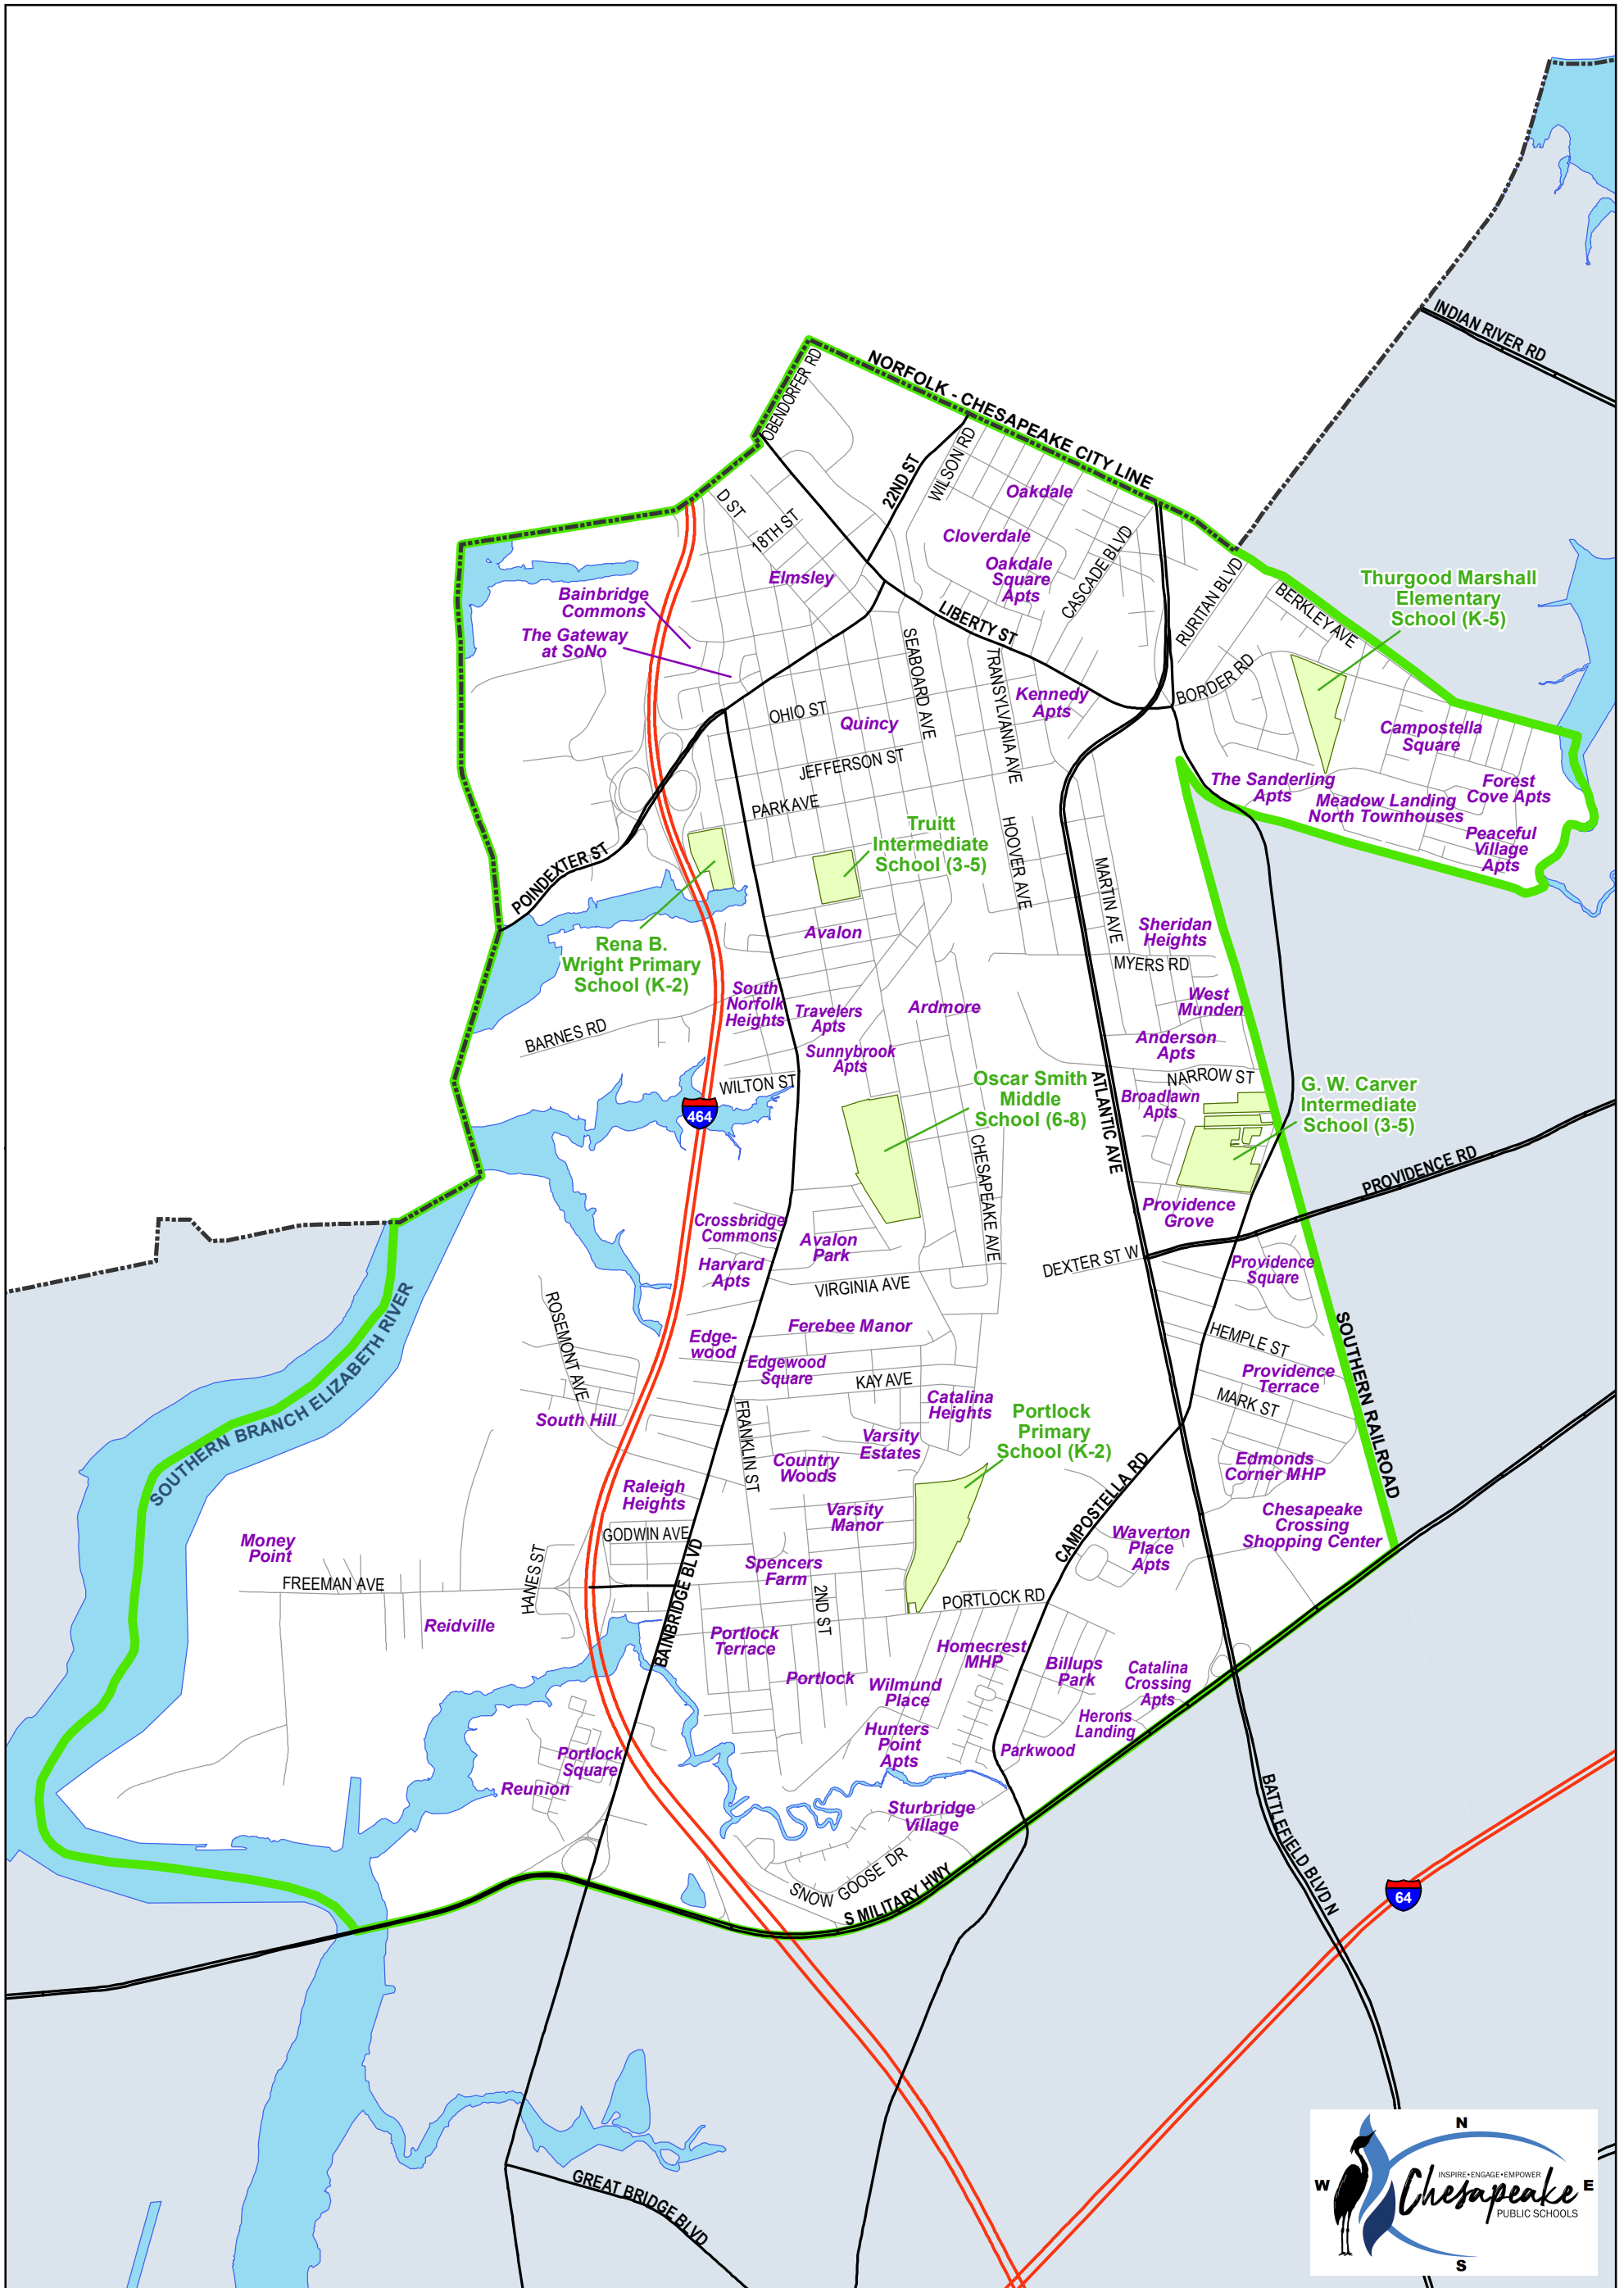 INDIAN RIVER RD
OBENDORFER RD
NORFOLK - CHESAPEAKE CITY LINE
22ND ST
WILSON RD
D ST
18TH ST
Oakdale
Cloverdale
Oakdale
Square
Apts
CASCADE BLVD
Elmsley
Bainbridge
Commons
The Gateway
at SoNo
LIBERTY ST
RURITAN BLVD
BERKLEY AVE
Thurgood Marshall
Elementary
School (K-5)
BORDER RD
SEABOARD AVE
TRANSYLVANIA AVE
Kennedy
Apts
OHIO ST
Quincy
JEFFERSON ST
PARK AVE
Campostella
Square
The Sanderling
Apts
Meadow Landing
North Townhouses
Forest
Cove Apts
Peaceful
Village
Apts
Truitt
Intermediate
School (3-5)
HOOVER AVE
MARTIN AVE
POINDEXTER ST
Rena B.
Wright Primary
School (K-2)
Avalon
Sheridan
Heights
MYERS RD
South
Norfolk
Heights
Travelers
Apts
Ardmore
West
Munden
BARNES RD
Sunnybrook
Apts
Anderson
Apts
WILTON ST
464
Oscar Smith
Middle
School (6-8)
NARROW ST
Broadlawn
Apts
G. W. Carver
Intermediate
School (3-5)
ATLANTIC AVE
CHESAPEAKE AVE
PROVIDENCE RD
Crossbridge
Commons
Avalon
Park
Providence
Grove
Harvard
Apts
DEXTER ST W
Providence
Square
VIRGINIA AVE
SOUTHERN BRANCH ELIZABETH RIVER
ROSEMONT AVE
Edge-
wood
Ferebee Manor
HEMPLE ST
SOUTHERN RAILROAD
Edgewood
Square
KAY AVE
Providence
Terrace
Catalina
Heights
MARK ST
South Hill
FRANKLIN ST
Portlock
Primary
School (K-2)
Varsity
Estates
Country
Woods
Edmonds
Corner MHP
CAMPOSTELLA RD
Raleigh
Heights
Varsity
Manor
Chesapeake
Crossing
Shopping Center
Money
Point
GODWIN AVE
Waverton
Place
Apts
HANES ST
Spencers
Farm
FREEMAN AVE
2ND ST
PORTLOCK RD
BAINBRIDGE BLVD
Reidville
Portlock
Terrace
Homecrest
MHP
Portlock
Billups
Park
Catalina
Crossing
Apts
Wilmund
Place
Herons
Landing
Hunters
Point
Apts
Parkwood
Portlock
Square
Reunion
Sturbridge
Village
BATTLEFIELD BLVD N
SNOW GOOSE DR
S MILITARY HWY
64
GREAT BRIDGE BLVD
N
W
E
S
INSPIRE•ENGAGE•EMPOWER
Chesapeake
PUBLIC SCHOOLS